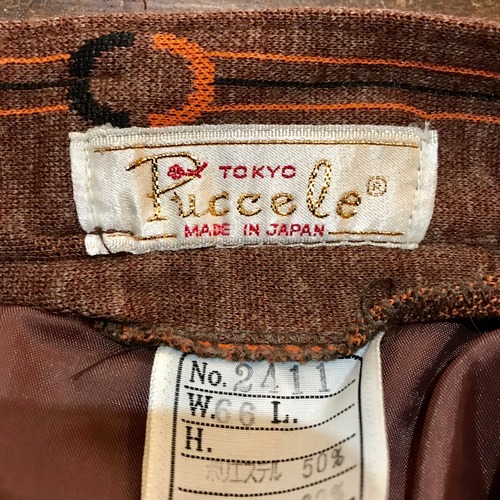 TOKYO
Puccele®
MADE IN JAPAN
No. 2411
W. 66 L.
H.
ポリエステル 50%